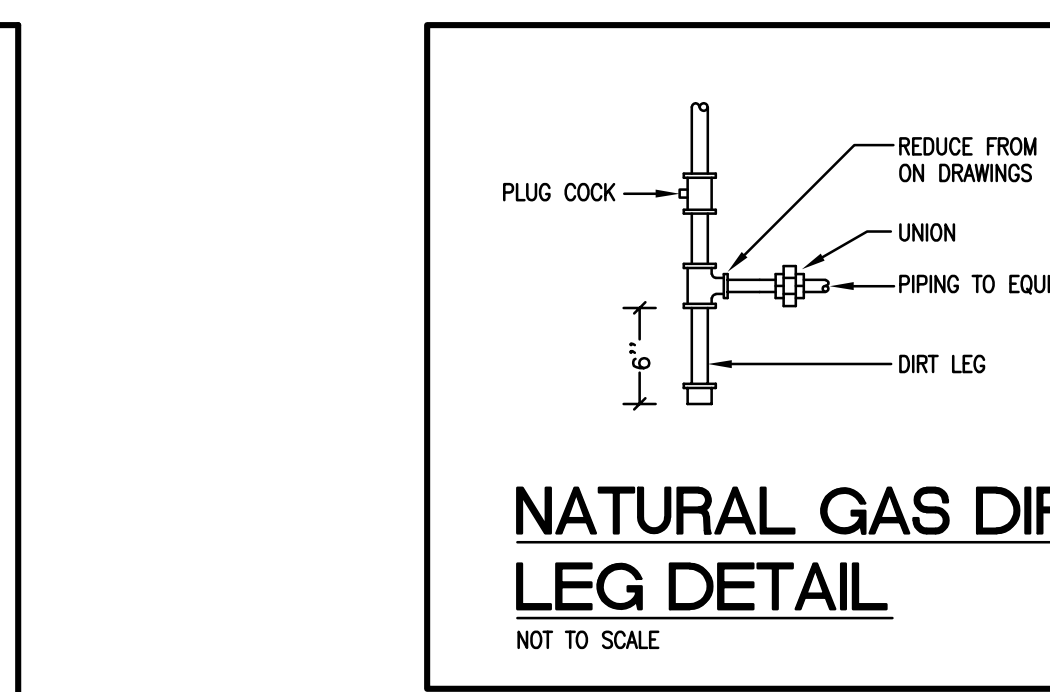 PLUG COCK
REDUCE FROM
ON DRAWINGS
UNION
PIPING TO EQUI
6"
DIRT LEG
NATURAL GAS
LEG DETAIL
NOT TO SCALE